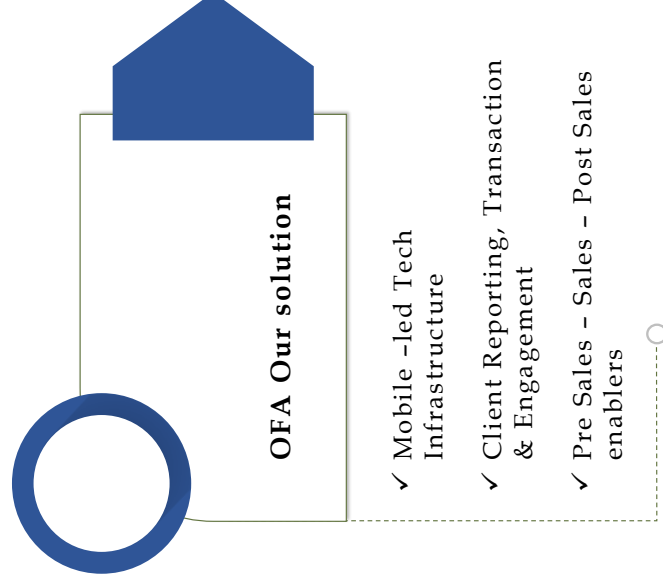 OFA Our solution
✓ Mobile –led Tech
Infrastructure
✓ Client Reporting, Transaction
& Engagement
✓ Pre Sales – Sales – Post Sales
enablers